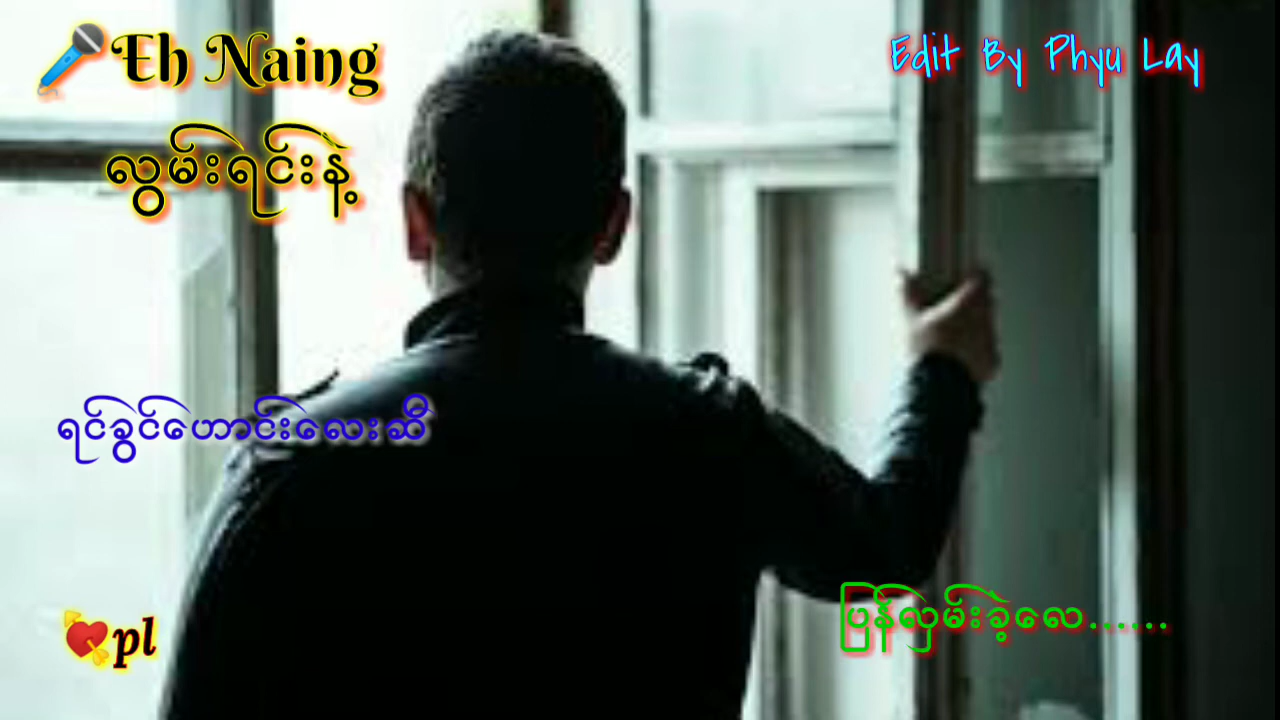 Eh Naing
Edit By Phyu Lay
လွမ်းရင်းနဲ့
ရင်ခွင်ဟောင်းလေးဆီ
ပြန်လှမ်းခဲ့လေ......
pl